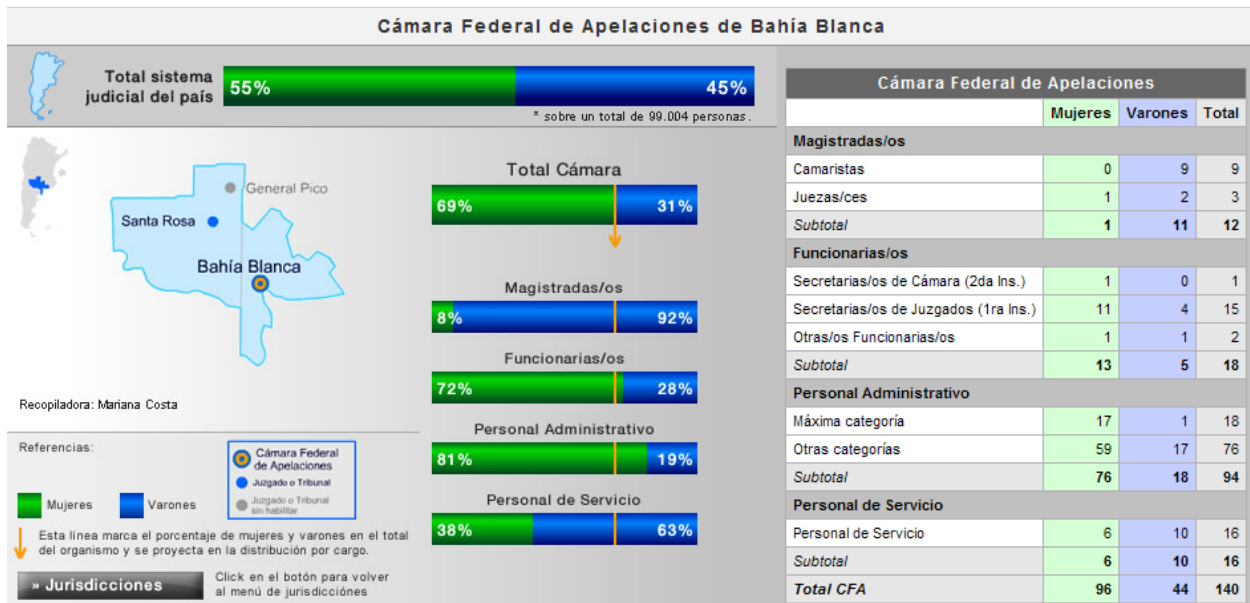 Cámara Federal de Apelaciones de Bahía Blanca
Total sistema
judicial del país
55%
45%
* sobre un total de 99.004 personas.
General Pico
Santa Rosa
Bahía Blanca
Recopiladora: Mariana Costa
Referencias:
Mujeres
Varones
Cámara Federal
de Apelaciones
Juzgado o Tribunal
Juzgado o Tribunal
sin habilitar
Esta línea marca el porcentaje de mujeres y varones en el total
del organismo y se proyecta en la distribución por cargo.
» Jurisdicciones
Click en el botón para volver
al menú de jurisdicciónes
Total Cámara
69% 31%
Magistradas/os
8% 92%
Funcionarias/os
72% 28%
Personal Administrativo
81% 19%
Personal de Servicio
38% 63%
Cámara Federal de Apelaciones
Mujeres Varones Total
Magistradas/os
Camaristas 0 9 9
Juezas/ces 1 2 3
Subtotal 1 11 12
Funcionarias/os
Secretarias/os de Cámara (2da Ins.) 1 0 1
Secretarias/os de Juzgados (1ra Ins.) 11 4 15
Otras/os Funcionarias/os 1 1 2
Subtotal 13 5 18
Personal Administrativo
Máxima categoría 17 1 18
Otras categorías 59 17 76
Subtotal 76 18 94
Personal de Servicio
Personal de Servicio 6 10 16
Subtotal 6 10 16
Total CFA 96 44 140